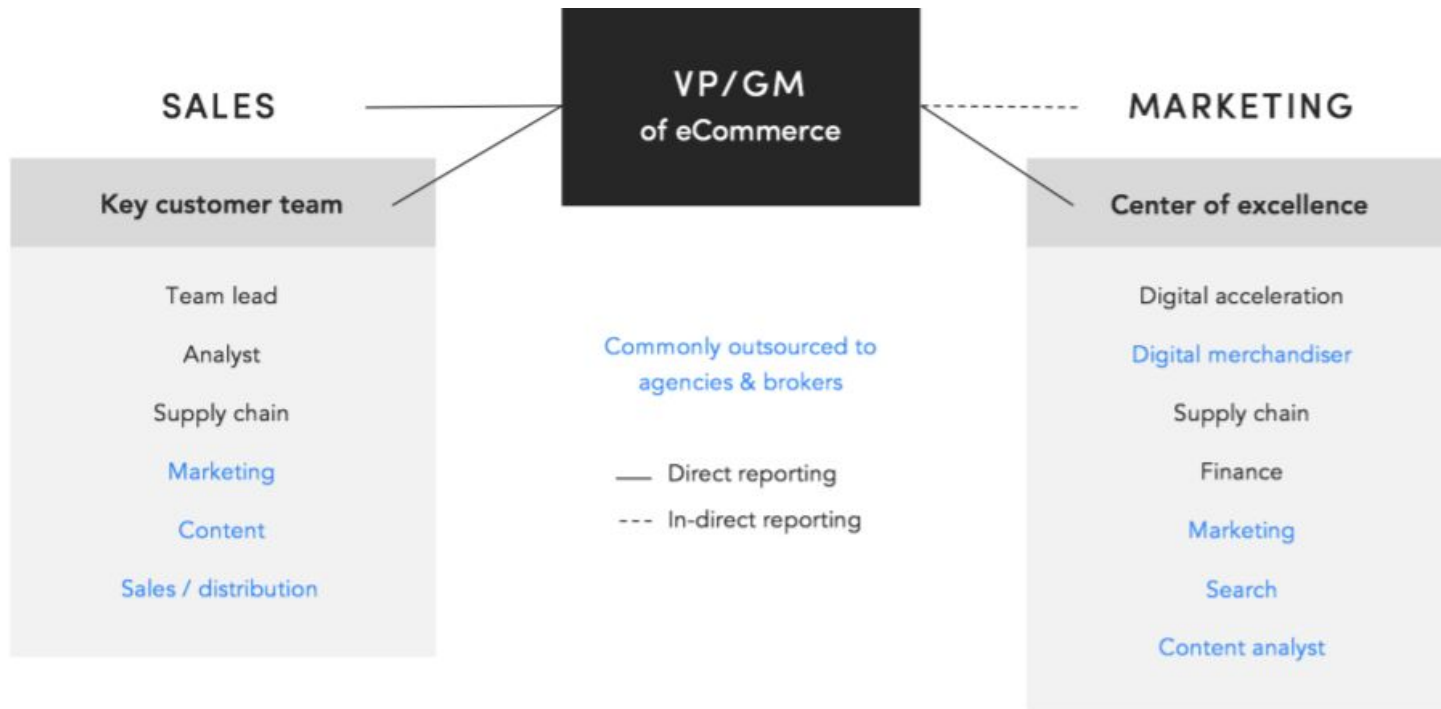 VP/GM
of eCommerce
SALES
MARKETING
Key customer team
Team lead
Analyst
Supply chain
Marketing
Content
Sales / distribution
Commonly outsourced to
agencies & brokers
Direct reporting
In-direct reporting
Center of excellence
Digital acceleration
Digital merchandiser
Supply chain
Finance
Marketing
Search
Content analyst